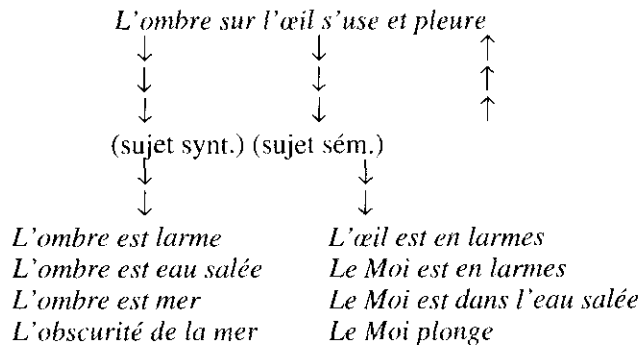 L'ombre sur l'œil s'use et pleure
↓ ↓ ↑
↓ ↓ ↑
↓ ↓ ↑
(sujet synt.) (sujet sém.)
↓ ↓
↓ ↓
L'ombre est larme L'œil est en larmes
L'ombre est eau salée Le Moi est en larmes
L'ombre est mer Le Moi est dans l'eau salée
L'obscurité de la mer Le Moi plonge